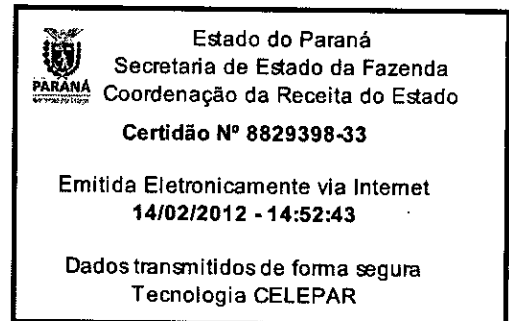 Estado do Paraná
Secretaria de Estado da Fazenda
PARANÁ
Coordenação da Receita do Estado
Certidão Nº 8829398-33
Emitida Eletronicamente via Internet
14/02/2012 - 14:52:43
Dados transmitidos de forma segura
Tecnologia CELEPAR